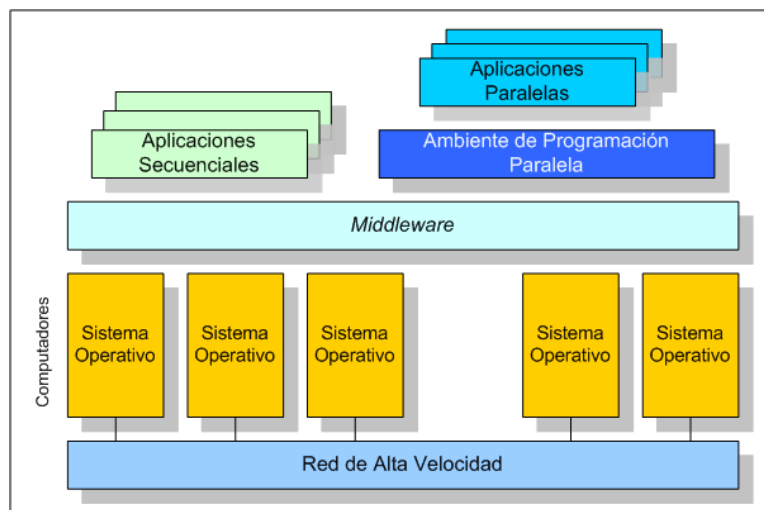 Aplicaciones
Paralelas
Aplicaciones
Secuenciales
Ambiente de Programación
Paralela
Middleware
Computadores
Sistema
Operativo
Sistema
Operativo
Sistema
Operativo
Sistema
Operativo
Sistema
Operativo
Red de Alta Velocidad